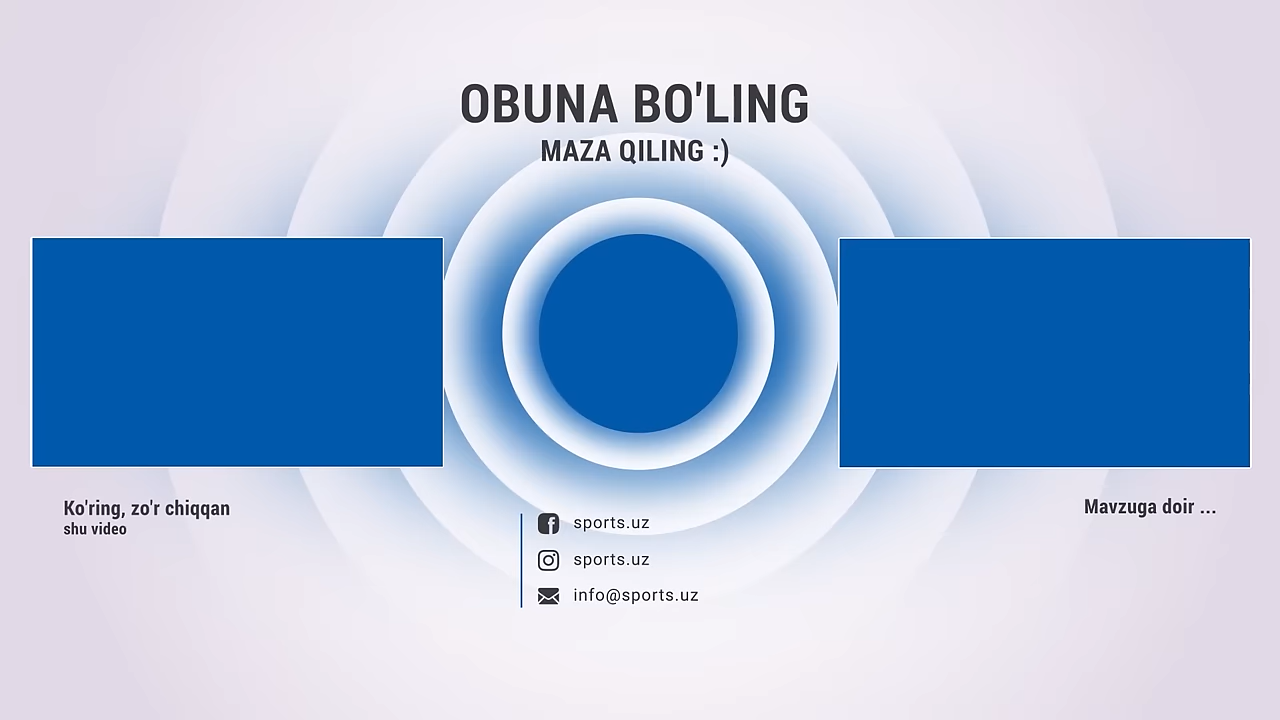 OBUNA BO'LING
MAZA QILING :)
Ko'ring, zo'r chiqqan
shu video
Mavzuga doir ...
sports.uz
sports.uz
info@sports.uz